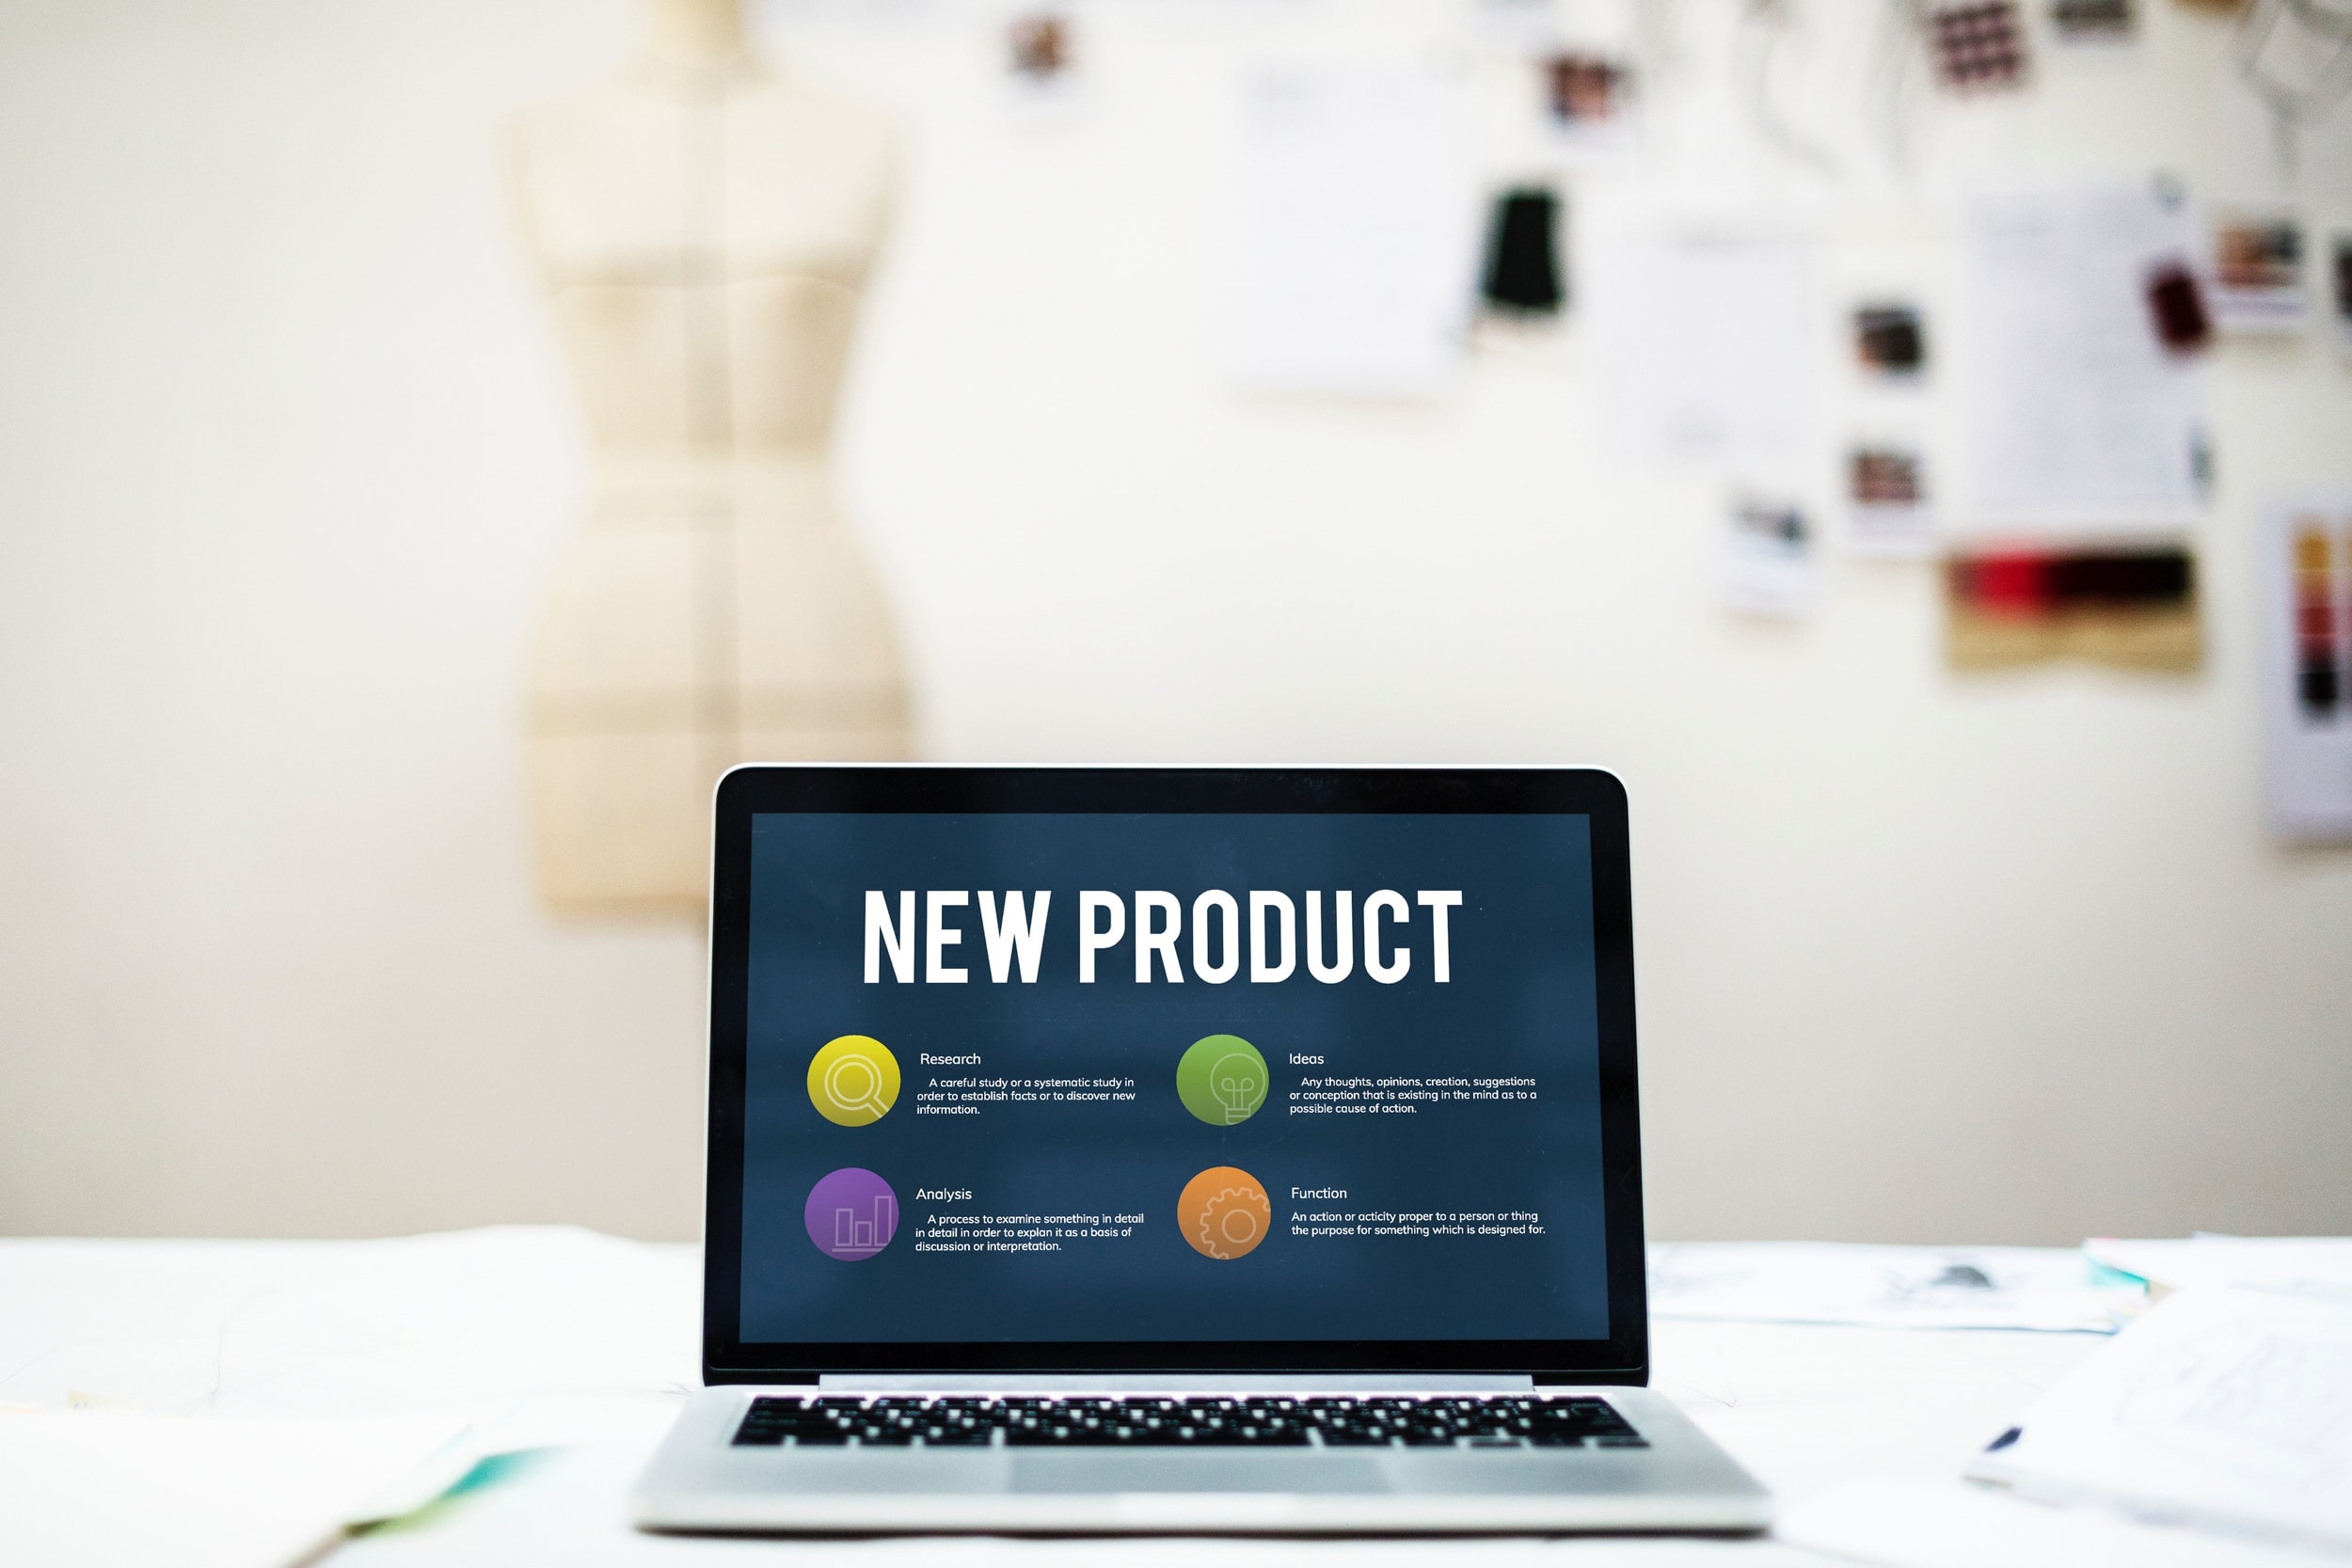 NEW PRODUCT
Research
A careful study or a systematic study in
order to establish facts or to discover new
information.
Ideas
Any thoughts, opinions, creation, suggestions
or conception that is existing in the mind as to a
possible cause of action.
Analysis
A process to examine something in detail
in detail in order to explan it as a basis of
discussion or interpretation.
Function
An action or acticity proper to a person or thing
the purpose for something which is designed for.